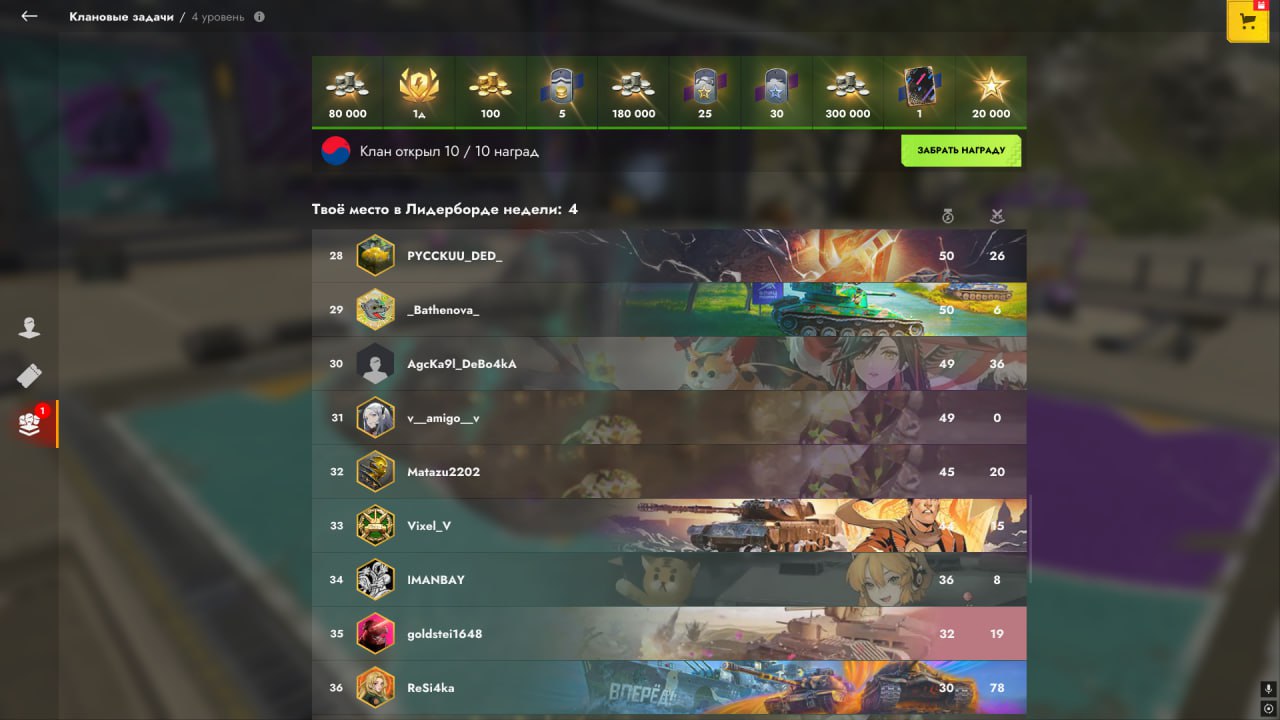 Клановые задачи / 4 уровень
80 000
1д
100
5
180 000
25
30
300 000
1
20 000
Клан открыл 10 / 10 наград
ЗАБРАТЬ НАГРАДУ
Твоё место в Лидерборде недели: 4
28 PYCCKUU_DED_ 50 26
29 _Bathenova_ 50 6
30 AgcKa9l_DeBo4kA 49 36
31 v__amigo__v 49 0
32 Matazu2202 45 20
33 Vixel_V 44 15
34 IMANBAY 36 8
35 goldstei1648 32 19
36 ReSi4ka ВПЕРЁД! 30 78
1